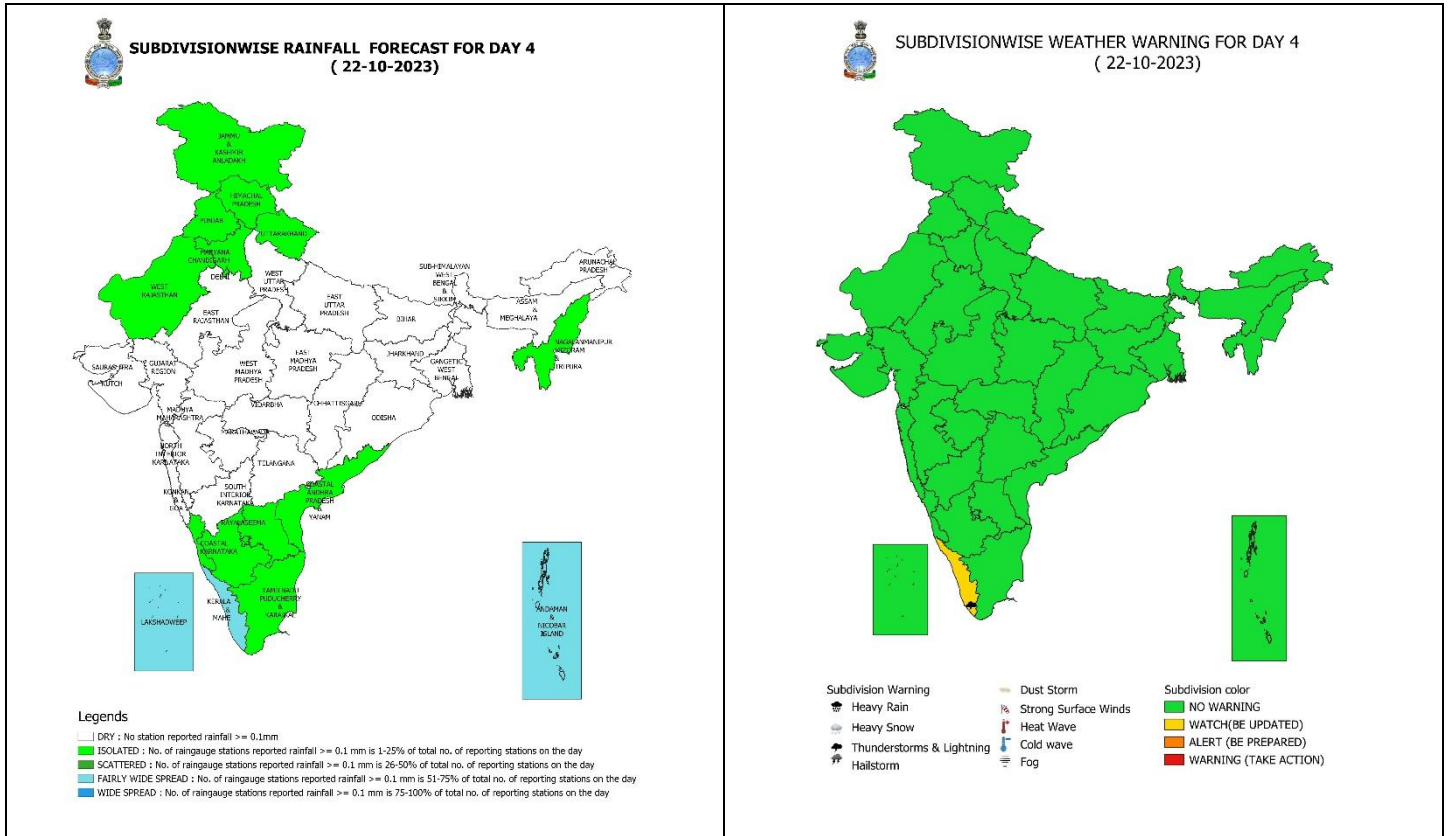 SUBDIVISIONWISE RAINFALL FORECAST FOR DAY 4
( 22-10-2023)
JAMMU
&
KASHMIR
ANLADAKH
HIMACHAL
PRADESH
PUNJAB
UTTARAKHAND
HARYANA
CHANDIGARH
DELHI
WEST
RAJASTHAN
WEST
UTTAR
PRADESH
EAST
UTTAR
PRADESH
SUB-HIMALAYAN
WEST
BENGAL
&
SIKKIM
ARUNACHAL
PRADESH
ASSAM
&
MEGHALAYA
EAST
RAJASTHAN
BIHAR
NAGALANMANIPUR
MIZORAM
&
TRIPURA
SAURASHTRA
&
KUTCH
GUJARAT
REGION
WEST
MADHYA
PRADESH
EAST
MADHYA
PRADESH
JHARKHAND
GANGETIC
WEST
BENGAL
MADHYA
MAHARASHTRA
VIDARBHA
CHHATTISGARH
ODISHA
MARATHAWADA
NORTH
INTERIOR
KARNATAKA
TELANGANA
KONKAN
&
GOA
SOUTH
INTERIOR
KARNATAKA
COASTAL
ANDHRA
PRADESH
&
YANAM
RAYALASEEMA
COASTAL
KARNATAKA
KERALA
&
MAHE
TAMILNADU
PUDUCHERRY
&
KARAIKAL
LAKSHADWEEP
ANDAMAN
&
NICOBAR
ISLAND
Legends
DRY : No station reported rainfall >= 0.1mm
ISOLATED : No. of raingauge stations reported rainfall >= 0.1 mm is 1-25% of total no. of reporting stations on the day
SCATTERED : No. of raingauge stations reported rainfall >= 0.1 mm is 26-50% of total no. of reporting stations on the day
FAIRLY WIDE SPREAD : No. of raingauge stations reported rainfall >= 0.1 mm is 51-75% of total no. of reporting stations on the day
WIDE SPREAD : No. of raingauge stations reported rainfall >= 0.1 mm is 75-100% of total no. of reporting stations on the day
SUBDIVISIONWISE WEATHER WARNING FOR DAY 4
( 22-10-2023)
Subdivision Warning
Heavy Rain
Heavy Snow
Thunderstorms & Lightning
Hailstorm
Dust Storm
Strong Surface Winds
Heat Wave
Cold wave
Fog
Subdivision color
NO WARNING
WATCH(BE UPDATED)
ALERT (BE PREPARED)
WARNING (TAKE ACTION)